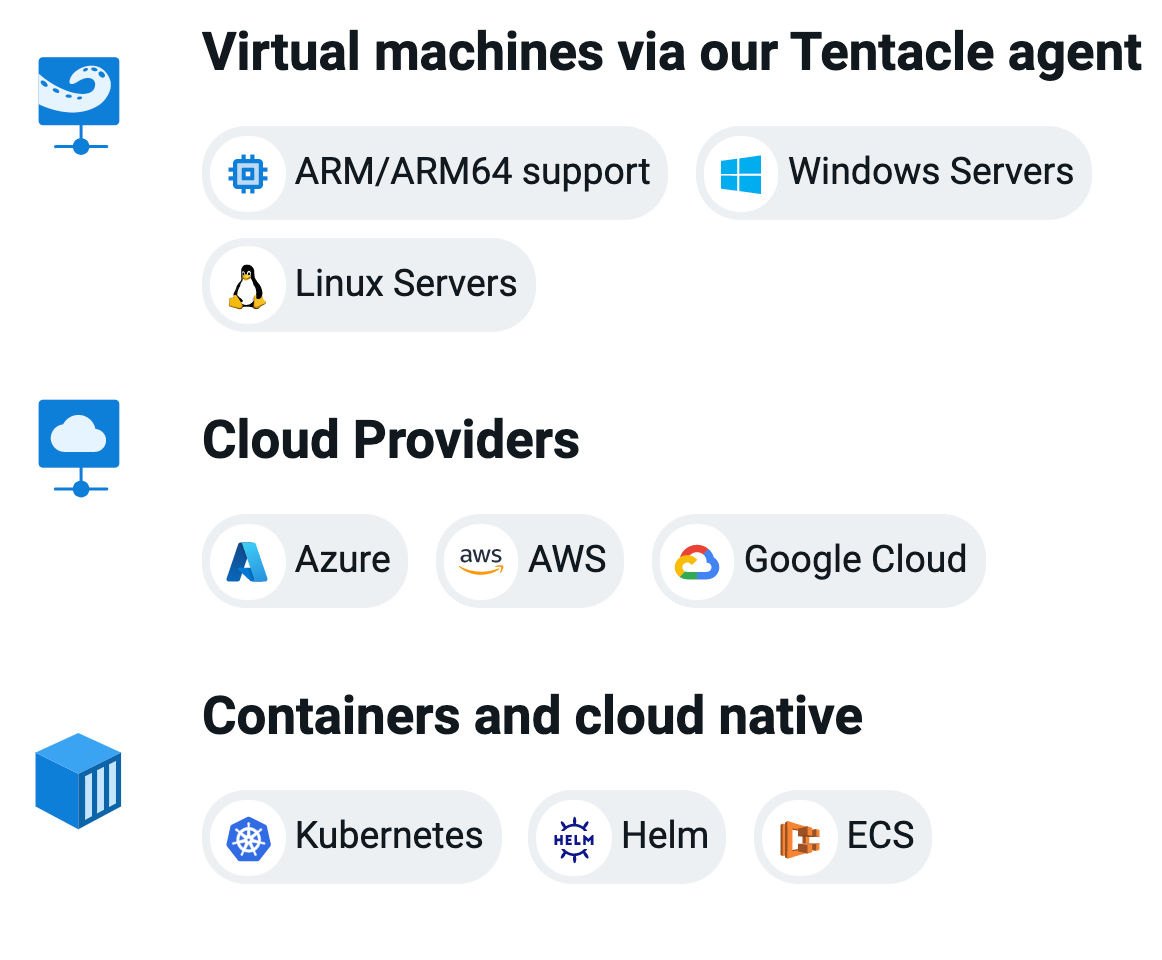 Virtual machines via our Tentacle agent
ARM/ARM64 support
Windows Servers
Linux Servers
Cloud Providers
Azure
aws
AWS
Google Cloud
Containers and cloud native
Kubernetes
HELM
Helm
ECS